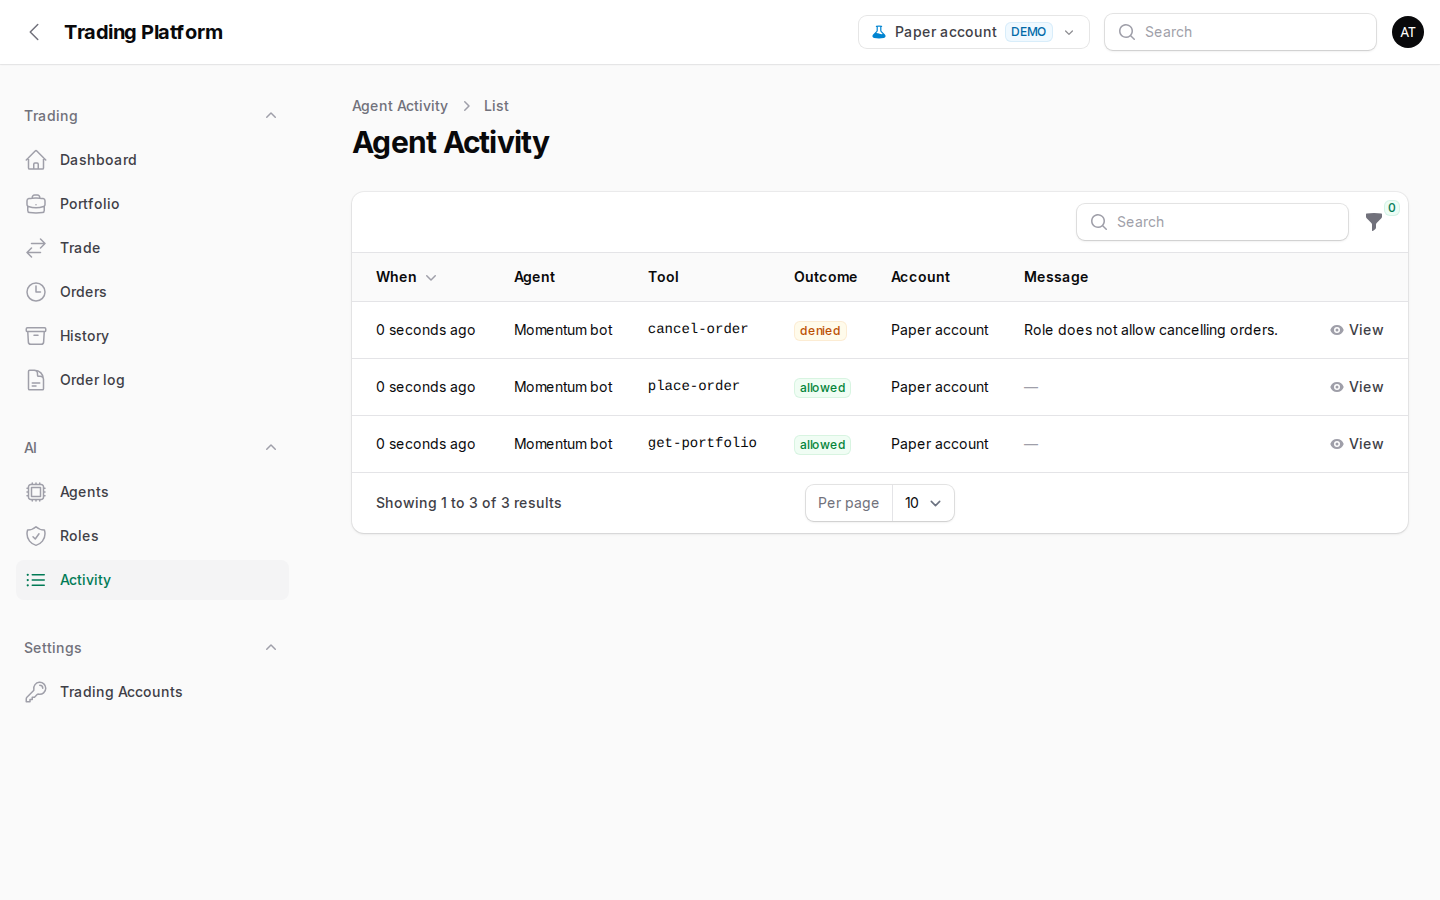 Trading Platform
Paper account DEMO
Search
AT
Trading
Dashboard
Portfolio
Trade
Orders
History
Order log
AI
Agents
Roles
Activity
Settings
Trading Accounts
Agent Activity List
Agent Activity
Search
0
When Agent Tool Outcome Account Message
0 seconds ago Momentum bot cancel-order denied Paper account Role does not allow cancelling orders. View
0 seconds ago Momentum bot place-order allowed Paper account — View
0 seconds ago Momentum bot get-portfolio allowed Paper account — View
Showing 1 to 3 of 3 results Per page 10